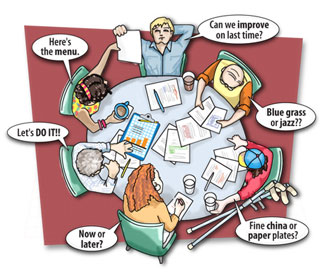 Here's
the menu.
Can we improve
on last time?
Blue grass
or jazz??
Let's DO IT!!
Now or
later?
Fine china or
paper plates?